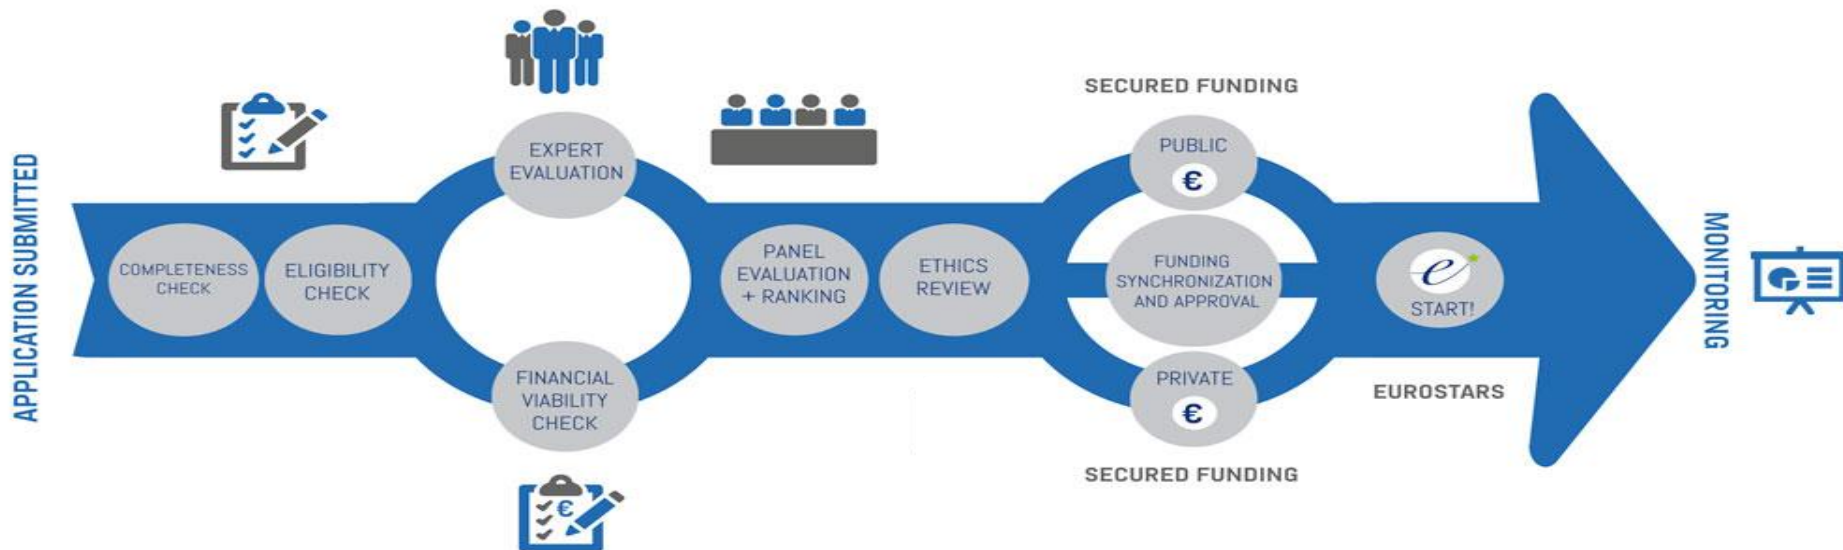 APPLICATION SUBMITTED
COMPLETENESS
CHECK
ELIGIBILITY
CHECK
EXPERT
EVALUATION
FINANCIAL
VIABILITY
CHECK
€
PANEL
EVALUATION
+ RANKING
ETHICS
REVIEW
SECURED FUNDING
PUBLIC
€
FUNDING
SYNCHRONIZATION
AND APPROVAL
PRIVATE
€
SECURED FUNDING
e
START!
EUROSTARS
MONITORING